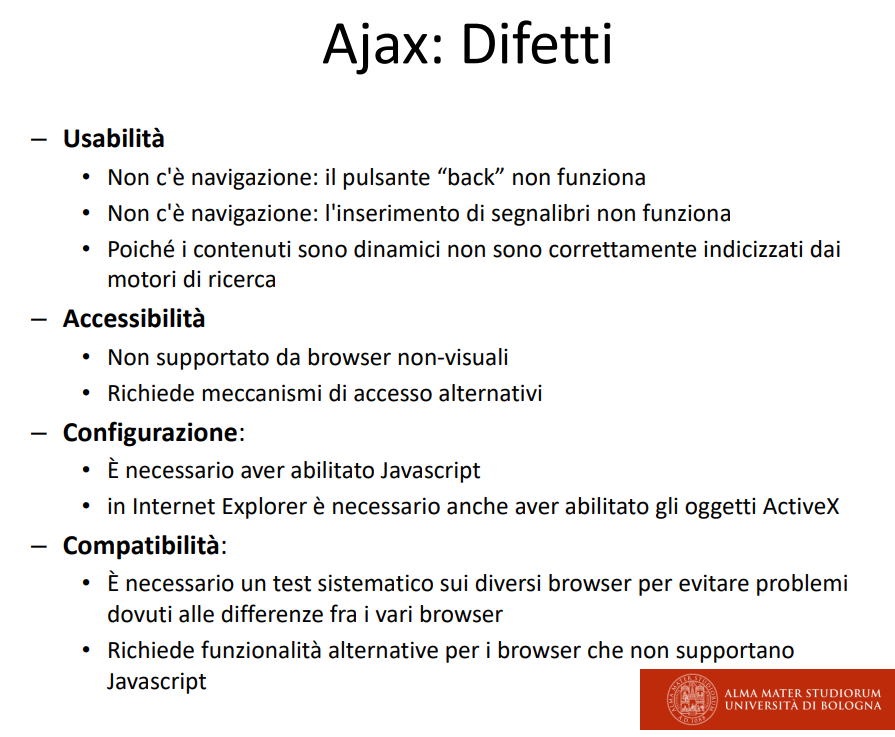 Ajax: Difetti
– Usabilità
• Non c'è navigazione: il pulsante “back” non funziona
• Non c'è navigazione: l'inserimento di segnalibri non funziona
• Poiché i contenuti sono dinamici non sono correttamente indicizzati dai
motori di ricerca
– Accessibilità
• Non supportato da browser non-visuali
• Richiede meccanismi di accesso alternativi
– Configurazione:
• È necessario aver abilitato Javascript
• in Internet Explorer è necessario anche aver abilitato gli oggetti ActiveX
– Compatibilità:
• È necessario un test sistematico sui diversi browser per evitare problemi
dovuti alle differenze fra i vari browser
• Richiede funzionalità alternative per i browser che non supportano
Javascript
ALMA MATER STUDIORUM
UNIVERSITÀ DI BOLOGNA